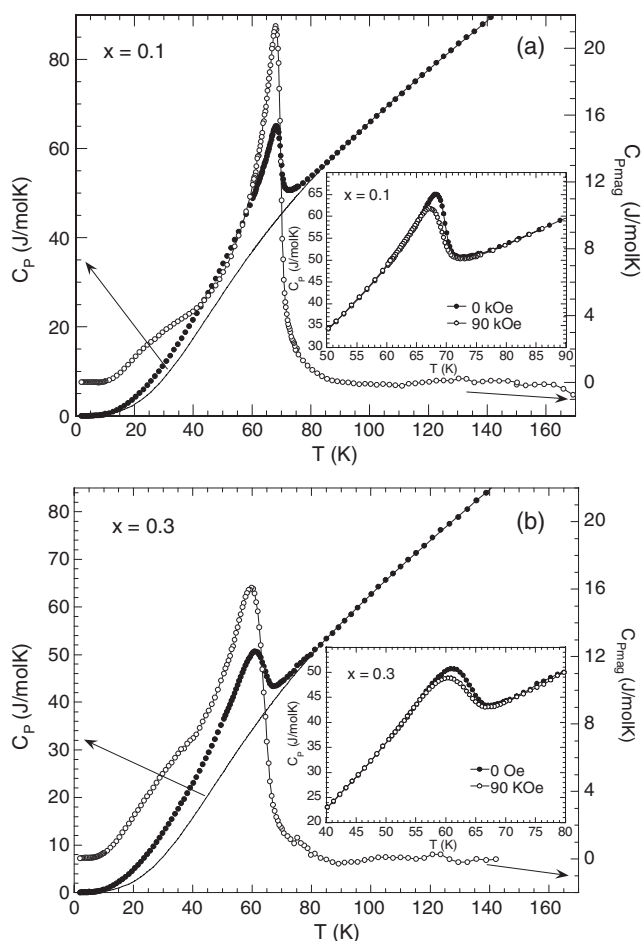 x = 0.1
(a)
80
60
40
20
0
C_P (J/molK)
20
16
12
8
4
0
C_Pmag (J/molK)
x = 0.1
65
60
55
50
45
40
35
30
C_P (J/molK)
0 kOe
90 kOe
50 55 60 65 70 75 80 85 90
T (K)
0 20 40 60 80 100 120 140 160
T (K)
x = 0.3
(b)
80
70
60
50
40
30
20
10
0
C_P (J/molK)
20
16
12
8
4
0
C_Pmag (J/molK)
x = 0.3
50
45
40
35
30
25
20
C_P (J/molK)
0 Oe
90 KOe
40 45 50 55 60 65 70 75 80
T (K)
0 20 40 60 80 100 120 140 160
T (K)